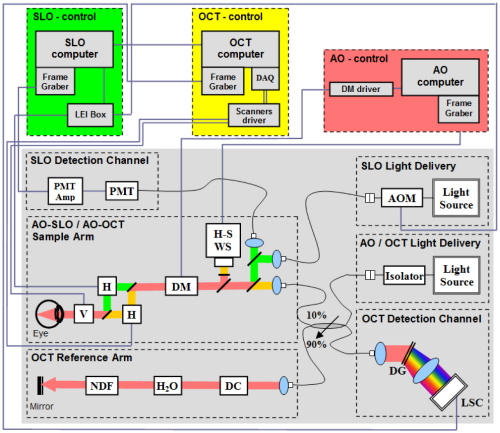 SLO - control
SLO
computer
Frame
Graber
LEI Box
OCT - control
OCT
computer
Frame
Graber
DAQ
Scanners
driver
AO - control
AO
computer
DM driver
Frame
Graber
SLO Detection Channel
PMT
Amp
PMT
SLO Light Delivery
AOM
Light
Source
AO-SLO / AO-OCT
Sample Arm
H-S
WS
H
DM
V
H
Eye
AO / OCT Light Delivery
Isolator
Light
Source
10%
90%
OCT Detection Channel
DG
LSC
OCT Reference Arm
NDF
H2O
DC
Mirror